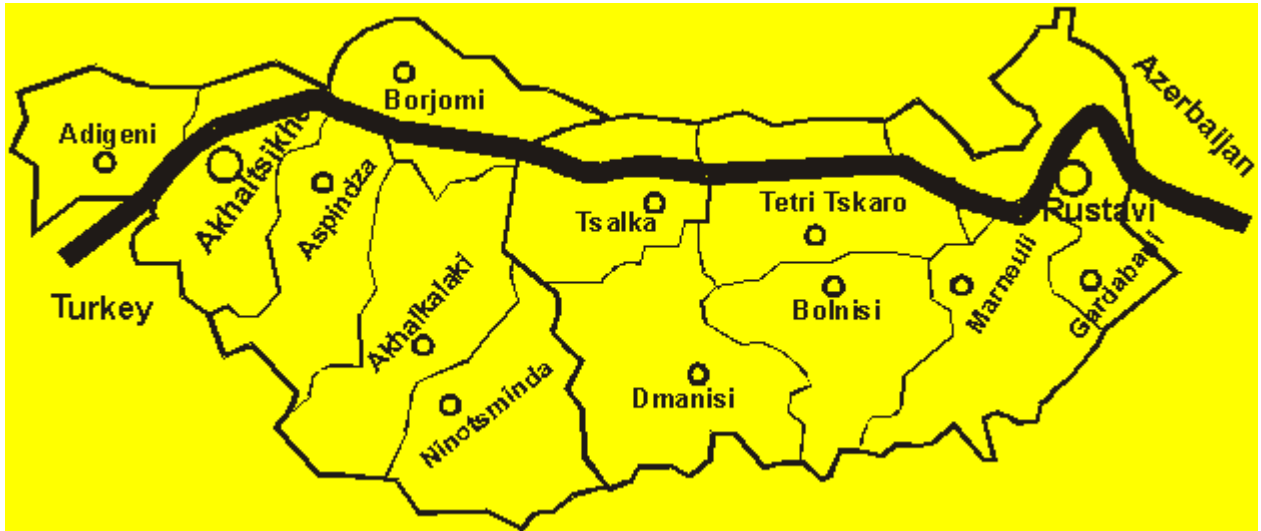 Borjomi
Azerbaijan
Adigeni
Akhaltsikhe
Aspindza
Tsalka
Tetri Tskaro
Rustavi
Turkey
Akhalkalaki
Bolnisi
Marneuli
Gardabani
Ninotsminda
Dmanisi